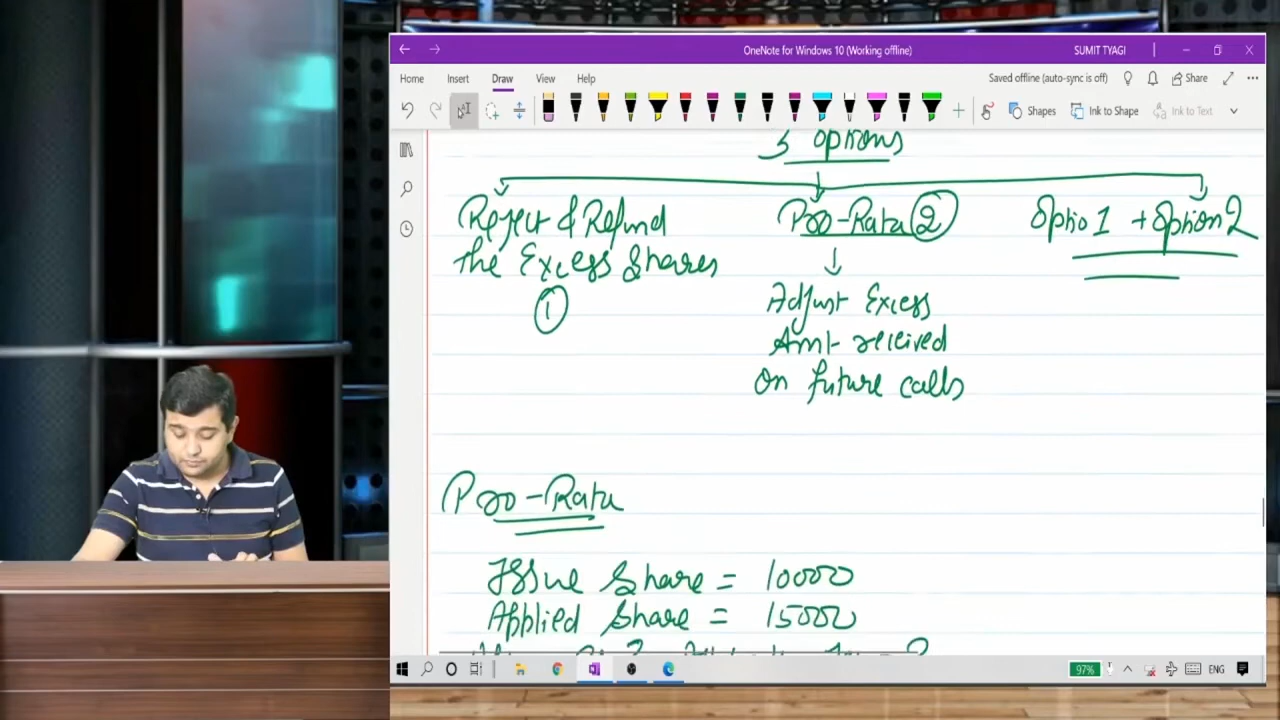 OneNote for Windows 10 (Working offline)
SUMIT TYAGI
Home Insert Draw View Help
Saved offline (auto-sync is off)
Share
Shapes
Ink to Shape
Ink to Text
3 options
Reject & Refund
The Excess Shares
1
Pro-Rata 2
Adjust Excess
Amt received
On future calls
Optio 1 + Option 2
Pro-Rata
Issue Share = 10000
Applied Share = 15000
97%
ENG